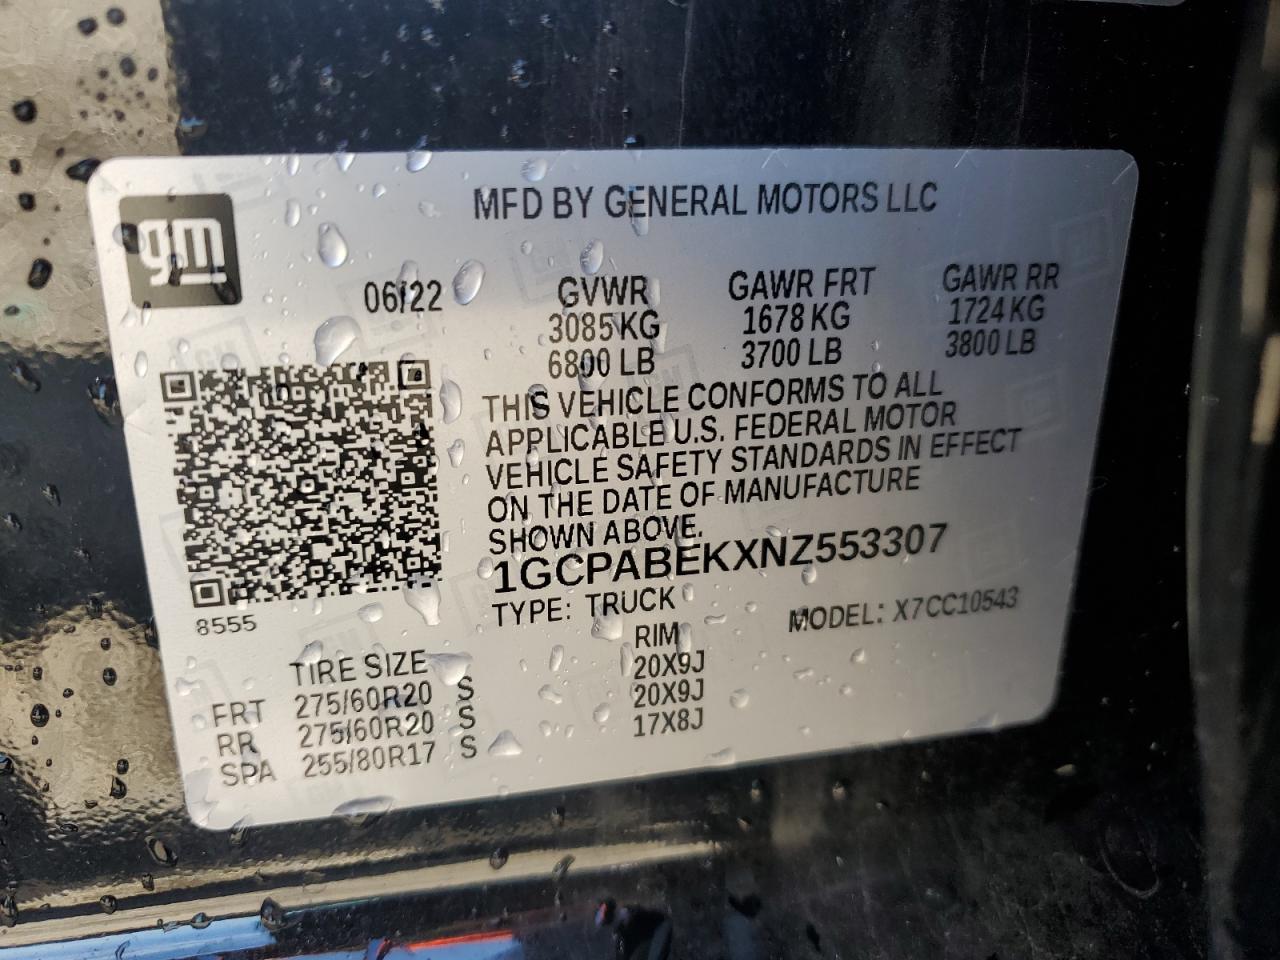 gm
MFD BY GENERAL MOTORS LLC
06/22 GVWR GAWR FRT GAWR RR
3085 KG 1678 KG 1724 KG
6800 LB 3700 LB 3800 LB
THIS VEHICLE CONFORMS TO ALL
APPLICABLE U.S. FEDERAL MOTOR
VEHICLE SAFETY STANDARDS IN EFFECT
ON THE DATE OF MANUFACTURE
SHOWN ABOVE.
1GCPABEKXNZ553307
TYPE: TRUCK MODEL: X7CC10543
8555
TIRE SIZE RIM
FRT 275/60R20 S 20X9J
RR 275/60R20 S 20X9J
SPA 255/80R17 S 17X8J